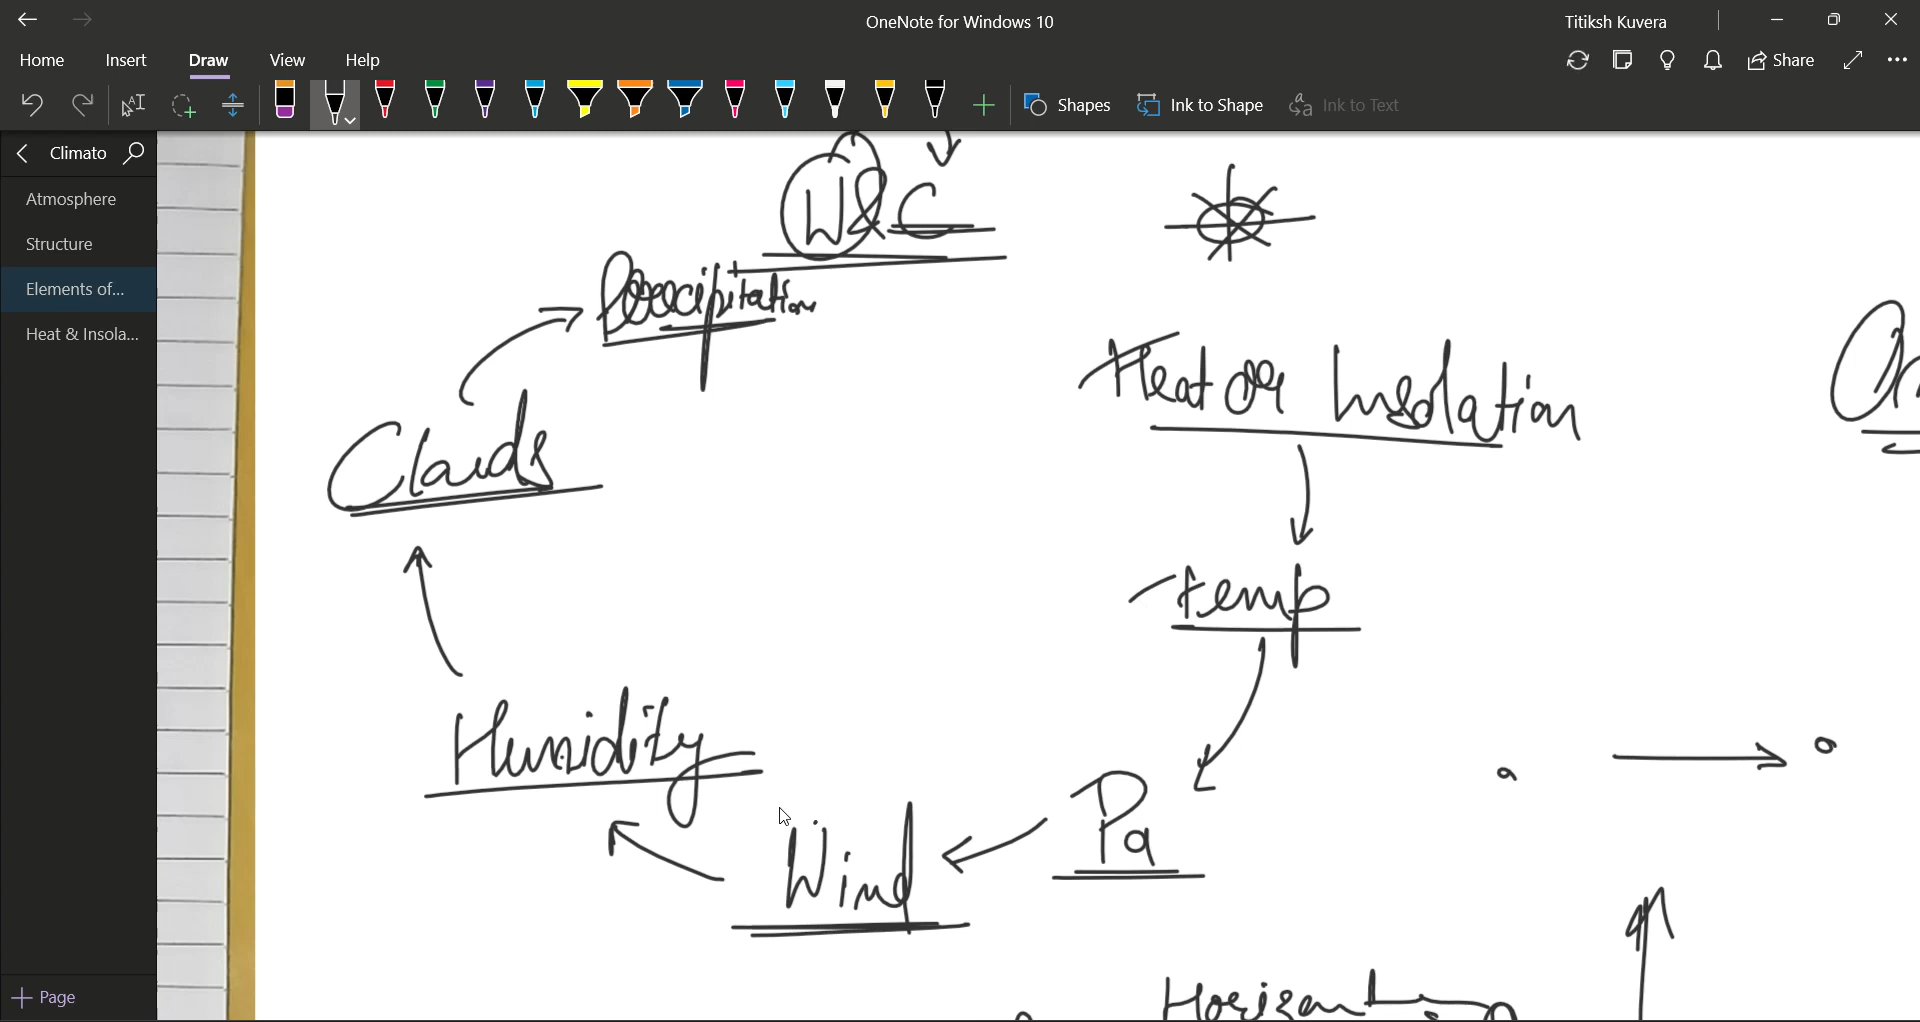 OneNote for Windows 10
Titiksh Kuvera
Home Insert Draw View Help
Share
Shapes Ink to Shape Ink to Text
Climato
Atmosphere
Structure
Elements of...
Heat & Insola...
W&C
Precipitation
Heat or Insolation
Clouds
temp
Humidity
Pa
Wind
Page